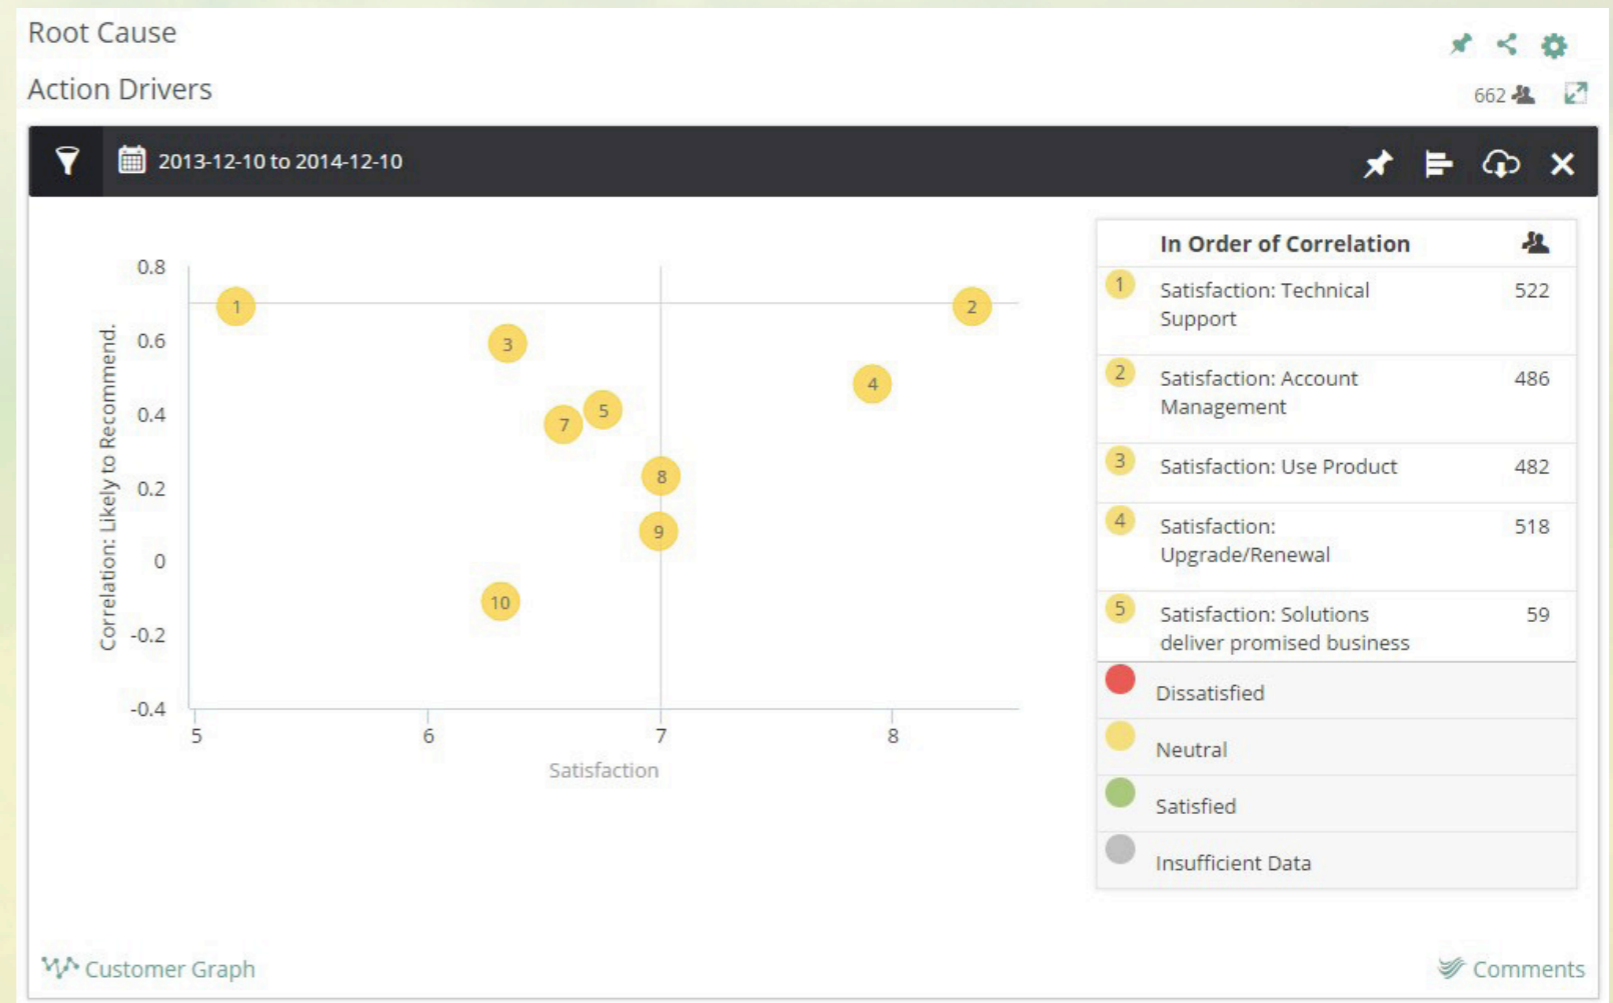 Root Cause
Action Drivers
662
2013-12-10 to 2014-12-10
0.8
0.6
0.4
0.2
0
-0.2
-0.4
Correlation: Likely to Recommend.
1
2
3
4
5
7
8
9
10
5
6
7
8
Satisfaction
In Order of Correlation
1 Satisfaction: Technical 522
Support
2 Satisfaction: Account 486
Management
3 Satisfaction: Use Product 482
4 Satisfaction: 518
Upgrade/Renewal
5 Satisfaction: Solutions 59
deliver promised business
Dissatisfied
Neutral
Satisfied
Insufficient Data
Customer Graph
Comments